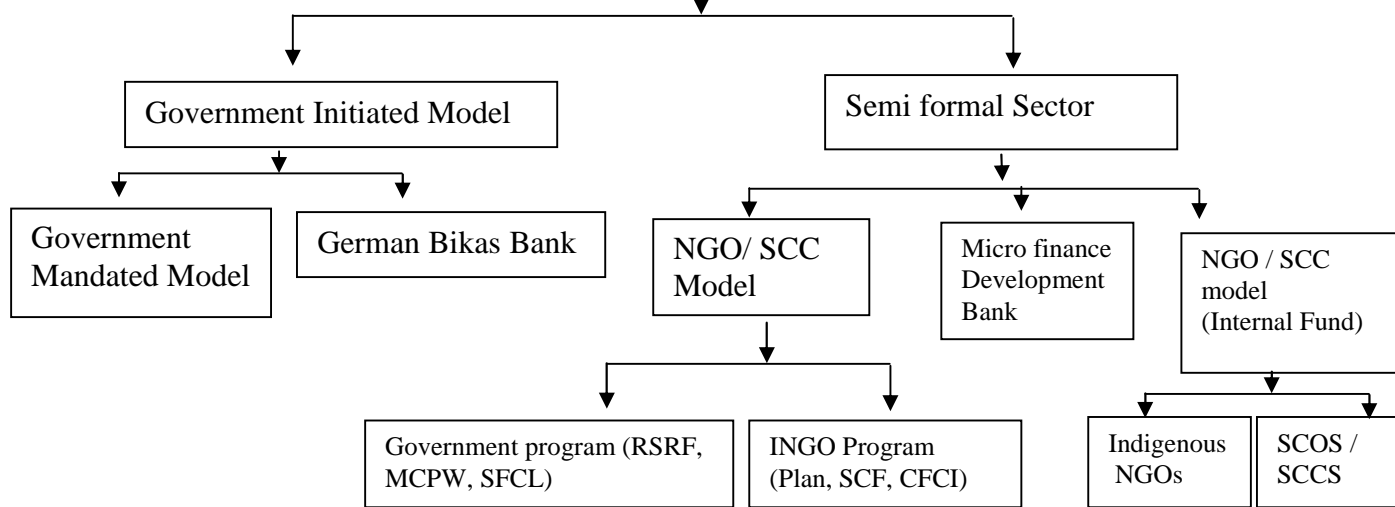 Government Initiated Model
Semi formal Sector
Government
Mandated Model
German Bikas Bank
NGO/ SCC
Model
Micro finance
Development
Bank
NGO / SCC
model
(Internal Fund)
Government program (RSRF,
MCPW, SFCL)
INGO Program
(Plan, SCF, CFCI)
Indigenous
NGOs
SCOS /
SCCS